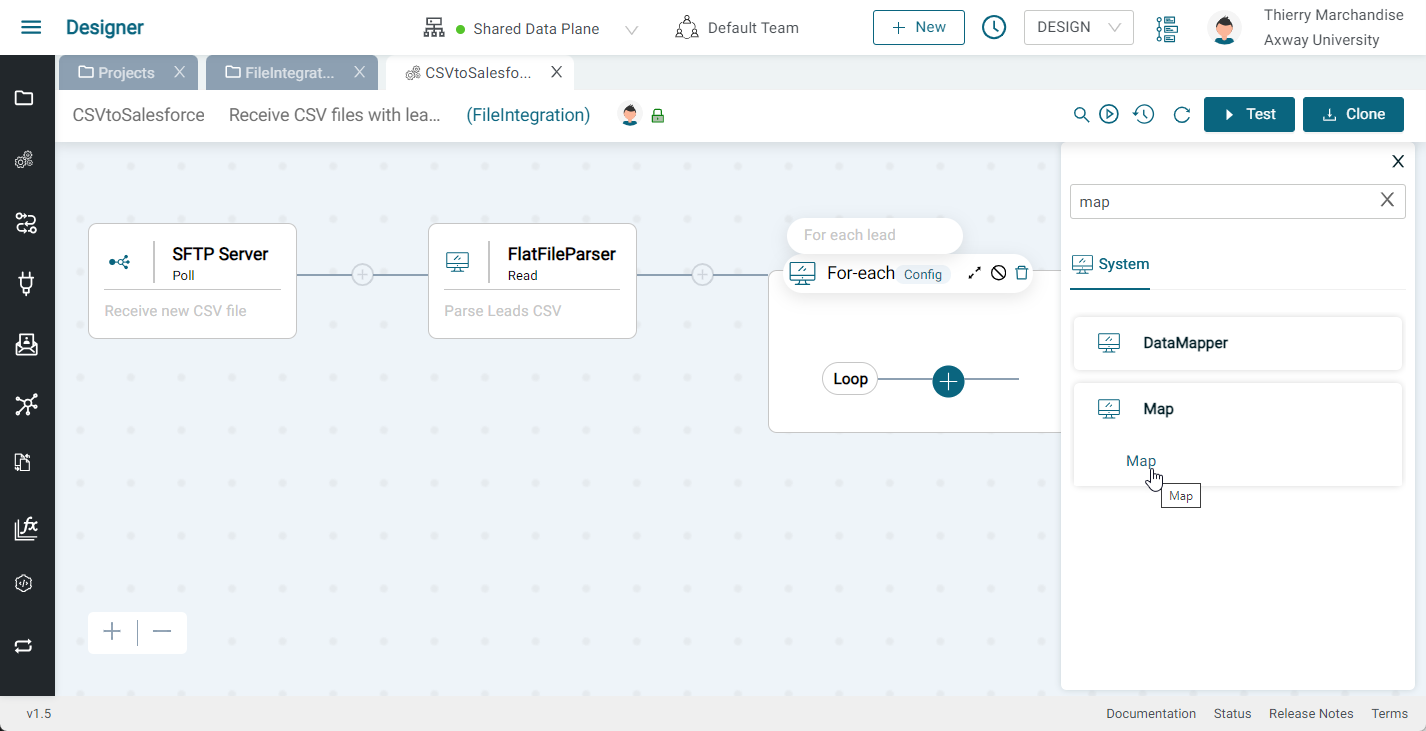 Designer
Shared Data Plane
Default Team
+ New
DESIGN
Thierry Marchandise
Axway University
Projects X
FileIntegrat... X
CSVtoSalesfo... X
CSVtoSalesforce Receive CSV files with lea... (FileIntegration)
Test
Clone
X
map X
System
DataMapper
Map
Map
Map
SFTP Server
Poll
Receive new CSV file
FlatFileParser
Read
Parse Leads CSV
For each lead
For-each Config
Loop
fx
v1.5
Documentation Status Release Notes Terms